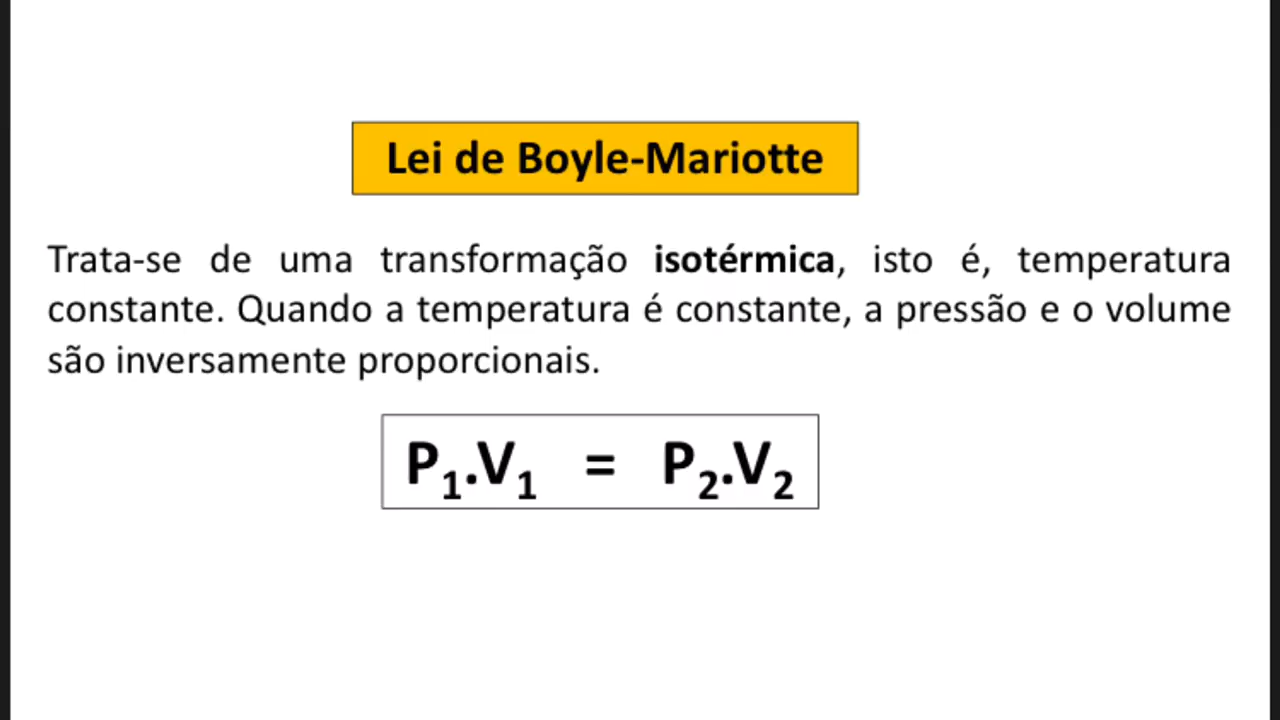 Lei de Boyle-Mariotte
Trata-se de uma transformação isotérmica, isto é, temperatura
constante. Quando a temperatura é constante, a pressão e o volume
são inversamente proporcionais.
P₁.V₁ = P₂.V₂